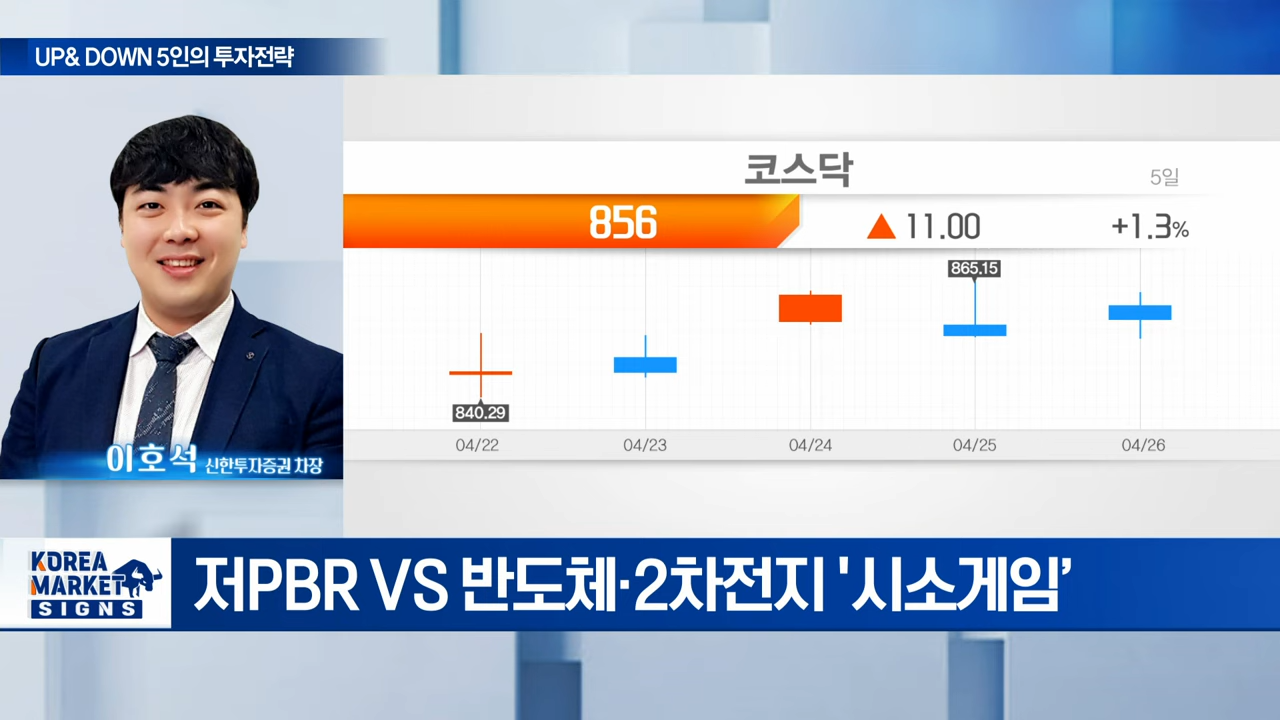 UP& DOWN 5인의 투자전략
코스닥
5일
856
▲ 11.00
+1.3%
865.15
840.29
04/22
04/23
04/24
04/25
04/26
이호석 신한투자증권 차장
KOREA
MARKET
SIGNS
저PBR VS 반도체·2차전지 '시소게임'